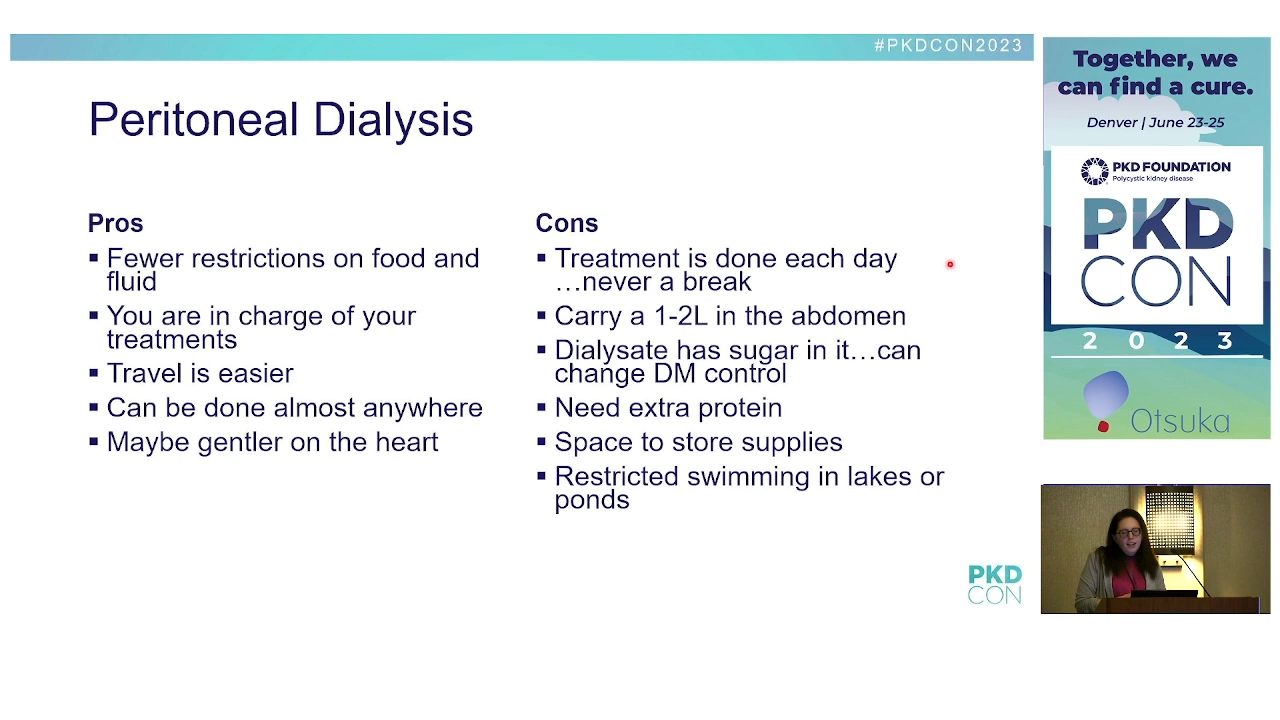 #PKDCON2023
Peritoneal Dialysis
Pros
▪ Fewer restrictions on food and
fluid
▪ You are in charge of your
treatments
▪ Travel is easier
▪ Can be done almost anywhere
▪ Maybe gentler on the heart
Cons
▪ Treatment is done each day
…never a break
▪ Carry a 1-2L in the abdomen
▪ Dialysate has sugar in it…can
change DM control
▪ Need extra protein
▪ Space to store supplies
▪ Restricted swimming in lakes or
ponds
PKD
CON
Together, we
can find a cure.
Denver | June 23-25
PKD FOUNDATION
Polycystic kidney disease
PKD
CON
2023
Otsuka